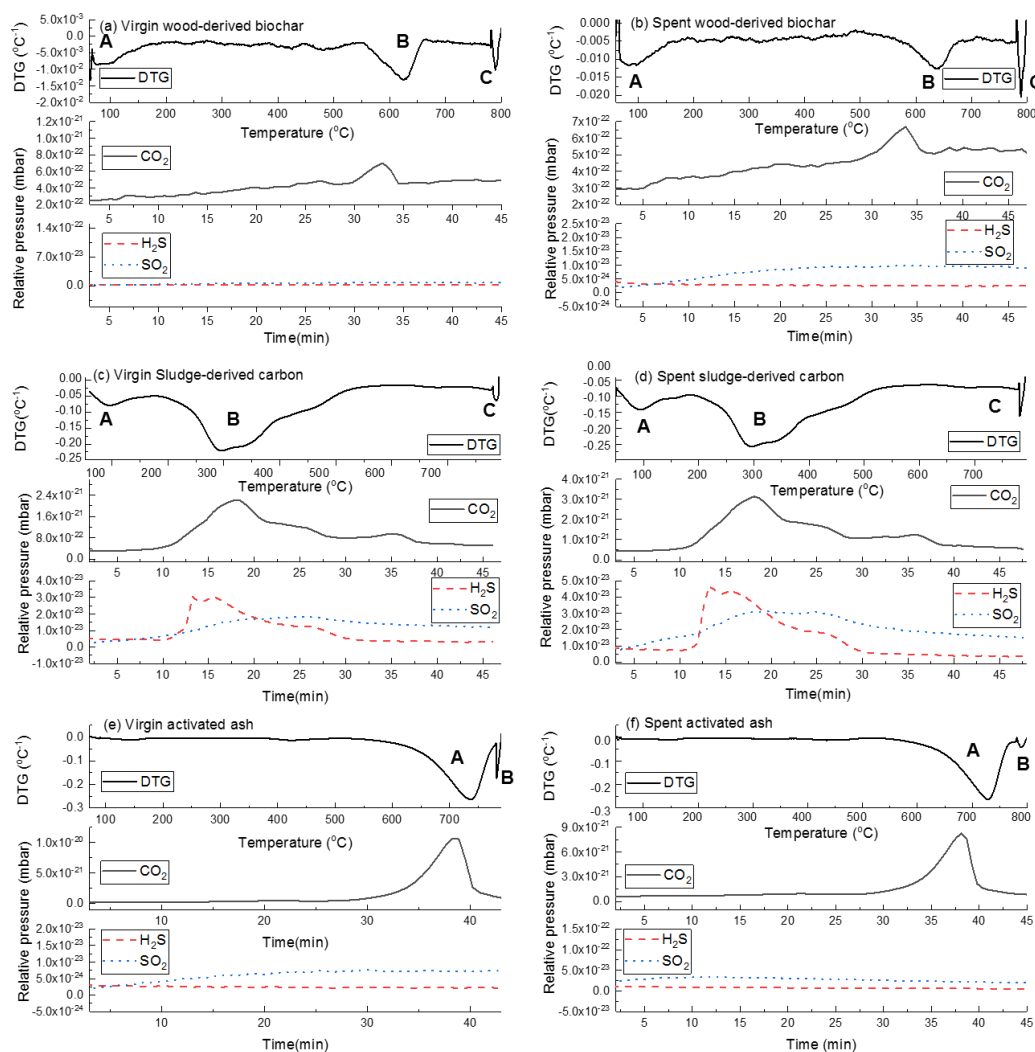 (a) Virgin wood-derived biochar
5.0x10⁻³
0.0
-5.0x10⁻³
-1.0x10⁻²
-1.5x10⁻²
-2.0x10⁻²
DTG (°C⁻¹)
A
B
C
DTG
100 200 300 400 500 600 700 800
Temperature (°C)
1.2x10⁻²¹
1.0x10⁻²¹
8.0x10⁻²²
6.0x10⁻²²
4.0x10⁻²²
2.0x10⁻²²
CO₂
5 10 15 20 25 30 35 40 45
Relative pressure (mbar)
1.4x10⁻²²
7.0x10⁻²³
0.0
H₂S
SO₂
5 10 15 20 25 30 35 40 45
Time(min)
(b) Spent wood-derived biochar
0.000
-0.005
-0.010
-0.015
-0.020
DTG (°C⁻¹)
A
B
C
DTG
100 200 300 400 500 600 700 800
Temperature (°C)
7x10⁻²²
6x10⁻²²
5x10⁻²²
4x10⁻²²
3x10⁻²²
2x10⁻²²
CO₂
5 10 15 20 25 30 35 40 45
Relative pressure (mbar)
2.5x10⁻²³
2.0x10⁻²³
1.5x10⁻²³
1.0x10⁻²³
5.0x10⁻²⁴
0.0
-5.0x10⁻²⁴
H₂S
SO₂
5 10 15 20 25 30 35 40 45
Time(min)
(c) Virgin Sludge-derived carbon
0.00
-0.05
-0.10
-0.15
-0.20
-0.25
DTG(°C⁻¹)
A
B
C
DTG
100 200 300 400 500 600 700
Temperature (°C)
2.4x10⁻²¹
1.6x10⁻²¹
8.0x10⁻²²
0.0
CO₂
5 10 15 20 25 30 35 40 45
Relative pressure (mbar)
4.0x10⁻²³
3.0x10⁻²³
2.0x10⁻²³
1.0x10⁻²³
0.0
-1.0x10⁻²³
H₂S
SO₂
5 10 15 20 25 30 35 40 45
Time(min)
(d) Spent sludge-derived carbon
0.00
-0.05
-0.10
-0.15
-0.20
-0.25
DTG(°C⁻¹)
A
B
C
DTG
100 200 300 400 500 600 700
Temperature (°C)
4.0x10⁻²¹
3.0x10⁻²¹
2.0x10⁻²¹
1.0x10⁻²¹
0.0
CO₂
5 10 15 20 25 30 35 40 45
Relative pressure (mbar)
5.0x10⁻²³
4.0x10⁻²³
3.0x10⁻²³
2.0x10⁻²³
1.0x10⁻²³
0.0
H₂S
SO₂
5 10 15 20 25 30 35 40 45
Time(min)
(e) Virgin activated ash
0.0
-0.1
-0.2
-0.3
DTG (°C⁻¹)
A
B
DTG
100 200 300 400 500 600 700
Temperature (°C)
1.0x10⁻²⁰
5.0x10⁻²¹
0.0
CO₂
10 20 30 40
Time(min)
Relative pressure (mbar)
2.0x10⁻²³
1.5x10⁻²³
1.0x10⁻²³
5.0x10⁻²⁴
0.0
-5.0x10⁻²⁴
H₂S
SO₂
10 20 30 40
Time(min)
(f) Spent activated ash
0.0
-0.1
-0.2
-0.3
DTG (°C⁻¹)
A
B
DTG
100 200 300 400 500 600 700 800
Temperature (°C)
9.0x10⁻²¹
6.0x10⁻²¹
3.0x10⁻²¹
0.0
CO₂
5 10 15 20 25 30 35 40 45
Relative pressure (mbar)
1.5x10⁻²²
1.0x10⁻²²
5.0x10⁻²³
0.0
-5.0x10⁻²³
H₂S
SO₂
5 10 15 20 25 30 35 40 45
Time (min)